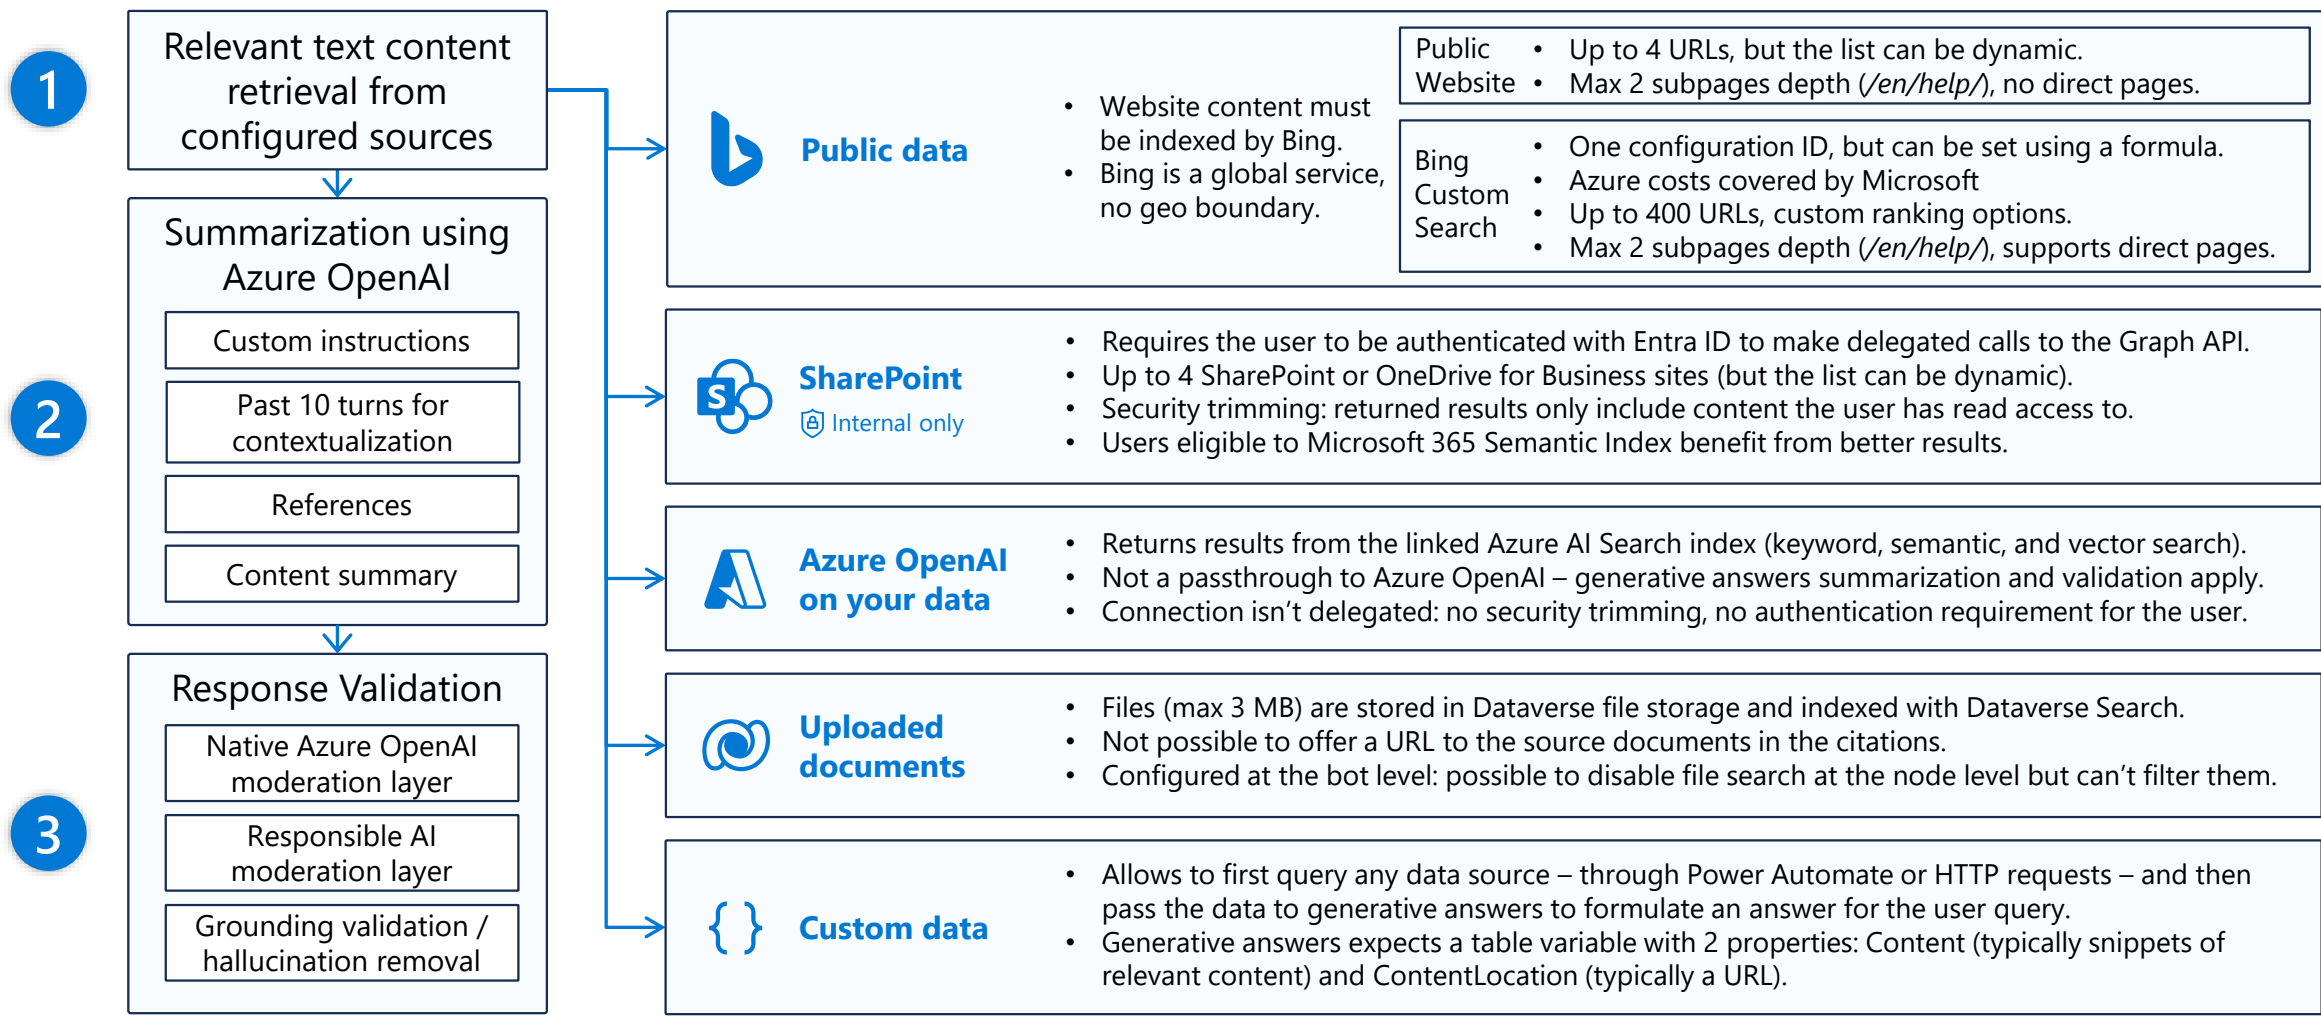 1
Relevant text content
retrieval from
configured sources
2
Summarization using
Azure OpenAI
Custom instructions
Past 10 turns for
contextualization
References
Content summary
3
Response Validation
Native Azure OpenAI
moderation layer
Responsible AI
moderation layer
Grounding validation /
hallucination removal
Public data
• Website content must
be indexed by Bing.
• Bing is a global service,
no geo boundary.
Public
Website
• Up to 4 URLs, but the list can be dynamic.
• Max 2 subpages depth (/en/help/), no direct pages.
Bing
Custom
Search
• One configuration ID, but can be set using a formula.
• Azure costs covered by Microsoft
• Up to 400 URLs, custom ranking options.
• Max 2 subpages depth (/en/help/), supports direct pages.
S
SharePoint
Internal only
• Requires the user to be authenticated with Entra ID to make delegated calls to the Graph API.
• Up to 4 SharePoint or OneDrive for Business sites (but the list can be dynamic).
• Security trimming: returned results only include content the user has read access to.
• Users eligible to Microsoft 365 Semantic Index benefit from better results.
Azure OpenAI
on your data
• Returns results from the linked Azure AI Search index (keyword, semantic, and vector search).
• Not a passthrough to Azure OpenAI – generative answers summarization and validation apply.
• Connection isn’t delegated: no security trimming, no authentication requirement for the user.
Uploaded
documents
• Files (max 3 MB) are stored in Dataverse file storage and indexed with Dataverse Search.
• Not possible to offer a URL to the source documents in the citations.
• Configured at the bot level: possible to disable file search at the node level but can’t filter them.
{ }
Custom data
• Allows to first query any data source – through Power Automate or HTTP requests – and then
pass the data to generative answers to formulate an answer for the user query.
• Generative answers expects a table variable with 2 properties: Content (typically snippets of
relevant content) and ContentLocation (typically a URL).